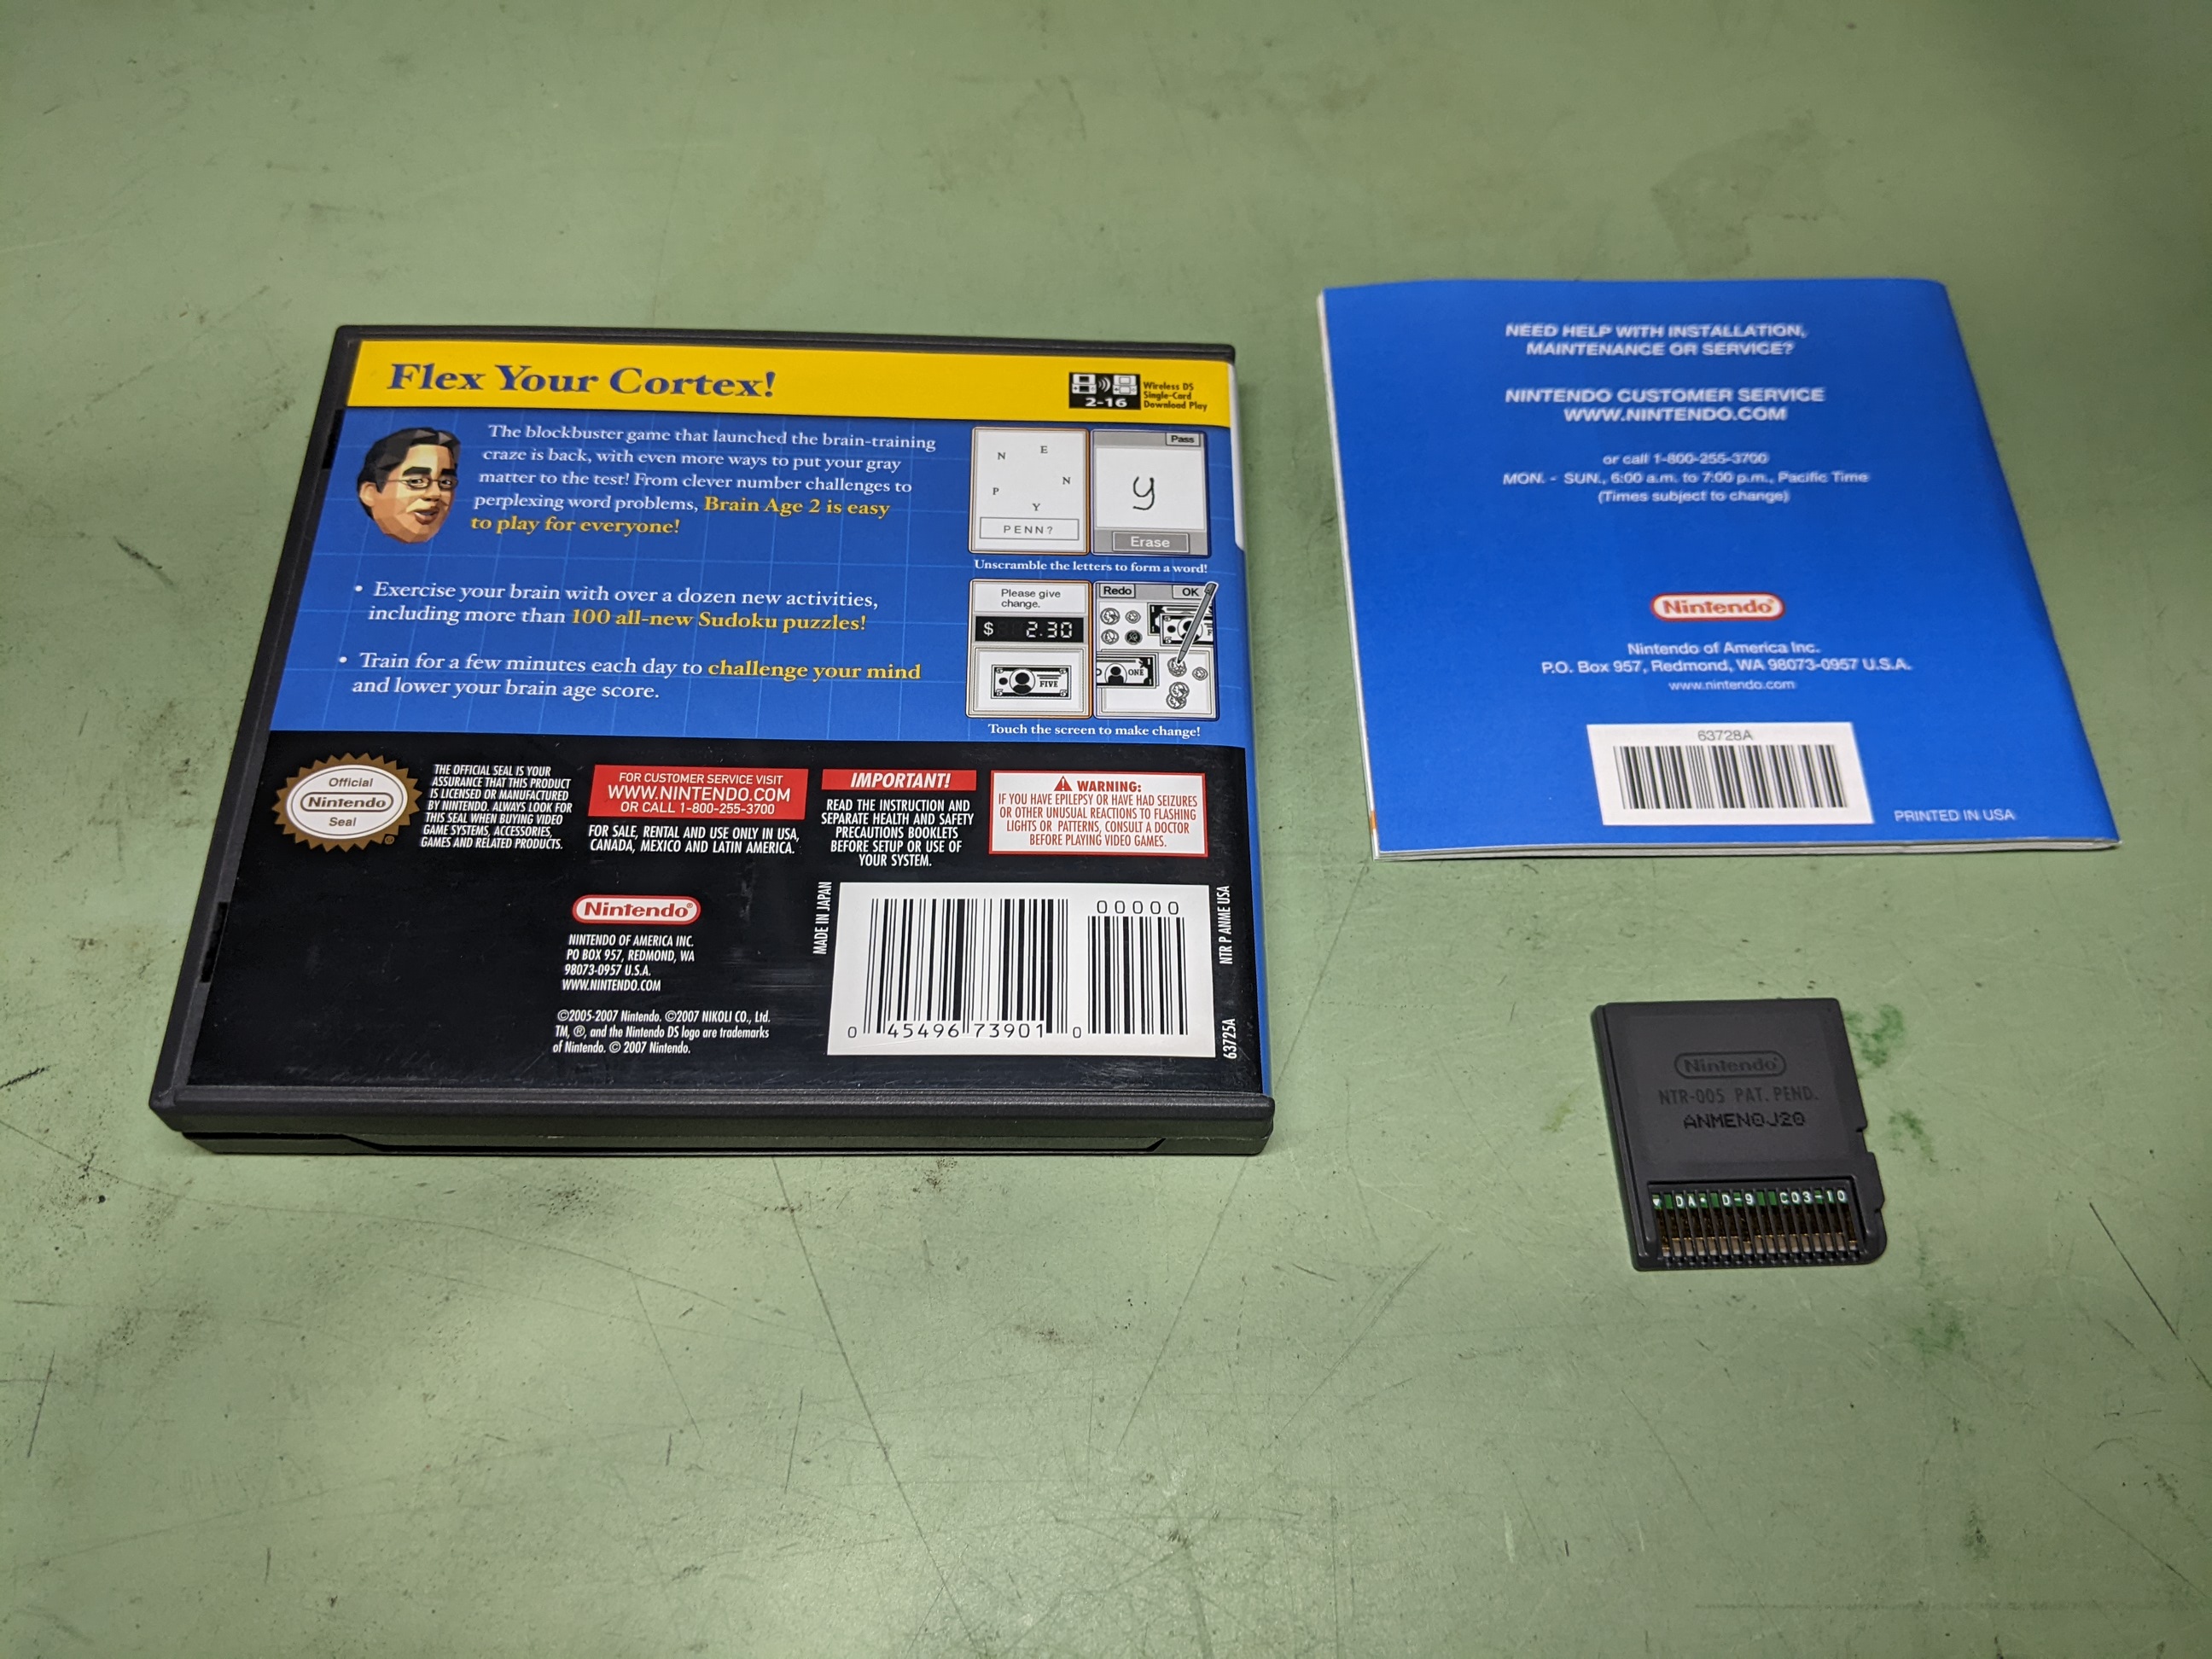 Flex Your Cortex!
2-16
Wireless DS
Single-Card
Download Play
The blockbuster game that launched the brain-training
craze is back, with even more ways to put your gray
matter to the test! From clever number challenges to
perplexing word problems, Brain Age 2 is easy
to play for everyone!
N E
N
P
Y
PENN?
Pass
y
Erase
Unscramble the letters to form a word!
• Exercise your brain with over a dozen new activities,
including more than 100 all-new Sudoku puzzles!
• Train for a few minutes each day to challenge your mind
and lower your brain age score.
Please give
change.
$ 2.30
FIVE
Redo
OK
ONE
Touch the screen to make change!
Official
Nintendo
Seal
®
THE OFFICIAL SEAL IS YOUR
ASSURANCE THAT THIS PRODUCT
IS LICENSED OR MANUFACTURED
BY NINTENDO. ALWAYS LOOK FOR
THIS SEAL WHEN BUYING VIDEO
GAME SYSTEMS, ACCESSORIES,
GAMES AND RELATED PRODUCTS.
FOR CUSTOMER SERVICE VISIT
WWW.NINTENDO.COM
OR CALL 1-800-255-3700
FOR SALE, RENTAL AND USE ONLY IN USA,
CANADA, MEXICO AND LATIN AMERICA.
IMPORTANT!
READ THE INSTRUCTION AND
SEPARATE HEALTH AND SAFETY
PRECAUTIONS BOOKLETS
BEFORE SETUP OR USE OF
YOUR SYSTEM.
WARNING:
IF YOU HAVE EPILEPSY OR HAVE HAD SEIZURES
OR OTHER UNUSUAL REACTIONS TO FLASHING
LIGHTS OR PATTERNS, CONSULT A DOCTOR
BEFORE PLAYING VIDEO GAMES.
Nintendo®
NINTENDO OF AMERICA INC.
PO BOX 957, REDMOND, WA
98073-0957 U.S.A.
WWW.NINTENDO.COM
©2005-2007 Nintendo. ©2007 NIKOLI CO., Ltd.
TM, ®, and the Nintendo DS logo are trademarks
of Nintendo. © 2007 Nintendo.
MADE IN JAPAN
00000
0 45496 73901 0
NTR P ANME USA
63725A
NEED HELP WITH INSTALLATION,
MAINTENANCE OR SERVICE?
NINTENDO CUSTOMER SERVICE
WWW.NINTENDO.COM
or call 1-800-255-3700
MON. - SUN., 6:00 a.m. to 7:00 p.m., Pacific Time
(Times subject to change)
Nintendo®
Nintendo of America Inc.
P.O. Box 957, Redmond, WA 98073-0957 U.S.A.
www.nintendo.com
63728A
PRINTED IN USA
Nintendo®
NTR-005 PAT. PEND.
ANMEN0J20
DA• D-9 C03-10